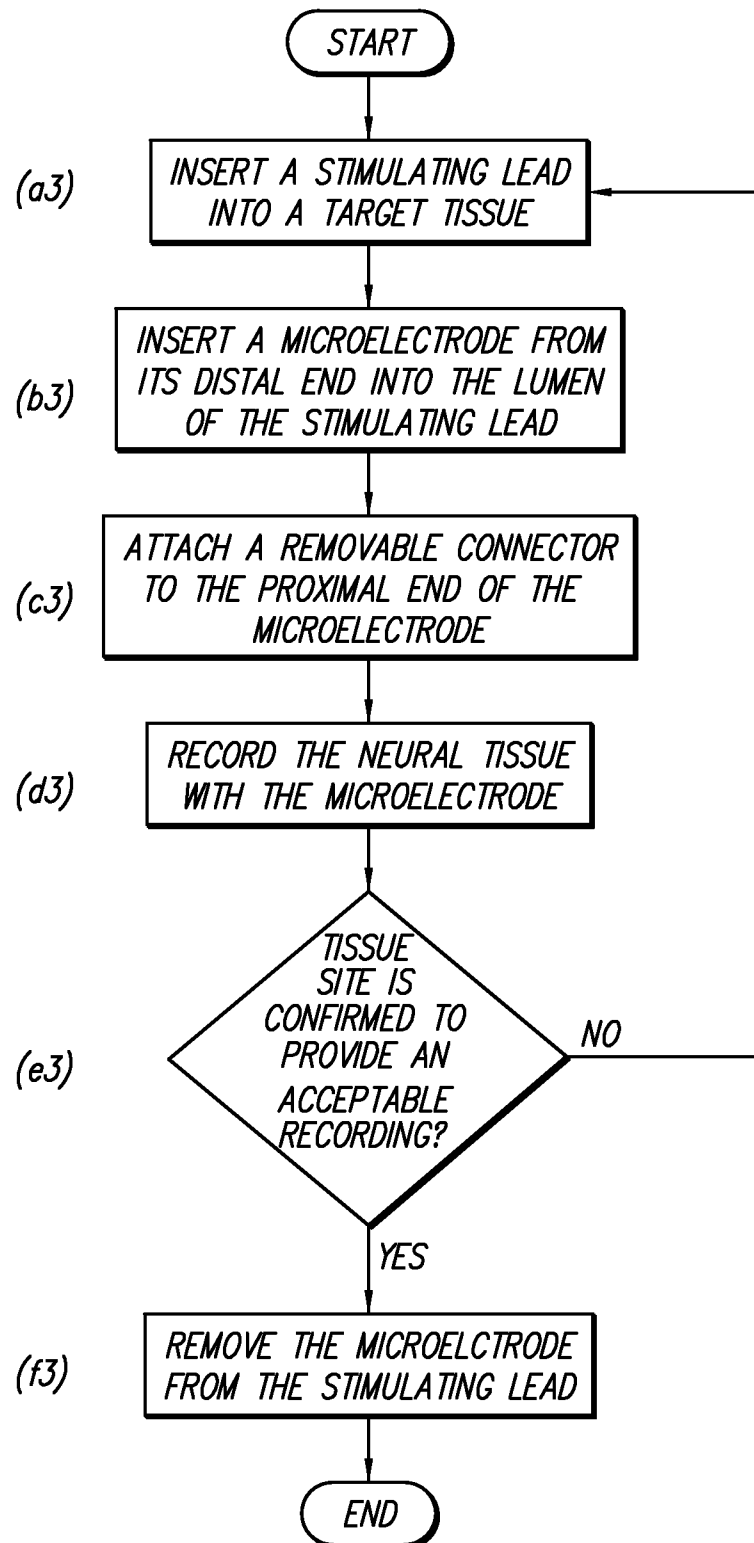 START
(a3)
INSERT A STIMULATING LEAD
INTO A TARGET TISSUE
(b3)
INSERT A MICROELECTRODE FROM
ITS DISTAL END INTO THE LUMEN
OF THE STIMULATING LEAD
(c3)
ATTACH A REMOVABLE CONNECTOR
TO THE PROXIMAL END OF THE
MICROELECTRODE
(d3)
RECORD THE NEURAL TISSUE
WITH THE MICROELECTRODE
(e3)
TISSUE
SITE IS
CONFIRMED TO
PROVIDE AN
ACCEPTABLE
RECORDING?
NO
YES
(f3)
REMOVE THE MICROELCTRODE
FROM THE STIMULATING LEAD
END